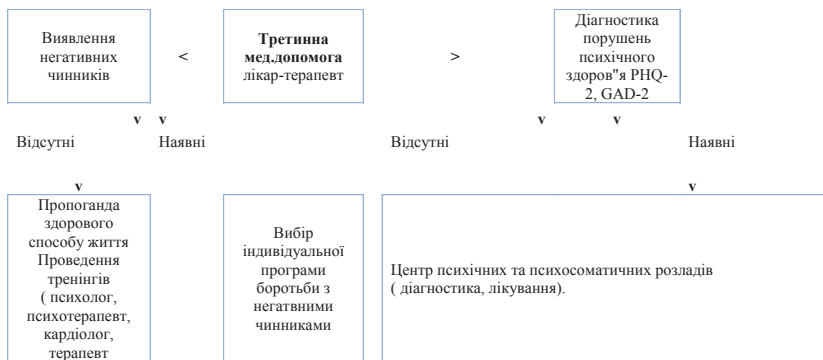 Виявлення
негативних
чинників
<
Третинна
мед.допомога
лікар-терапевт
>
Діагностика
порушень
психічного
здоров"я PHQ-
2, GAD-2
v v
v v
Відсутні
Наявні
Відсутні
Наявні
v
v
Пропоганда
здорового
способу життя
Проведення
тренінгів
( психолог,
психотерапевт,
кардіолог,
терапевт
Вибір
індивідуальної
програми
боротьби з
негатвними
чинниками
Центр психічних та психосоматичних розладів
( діагностика, лікування).